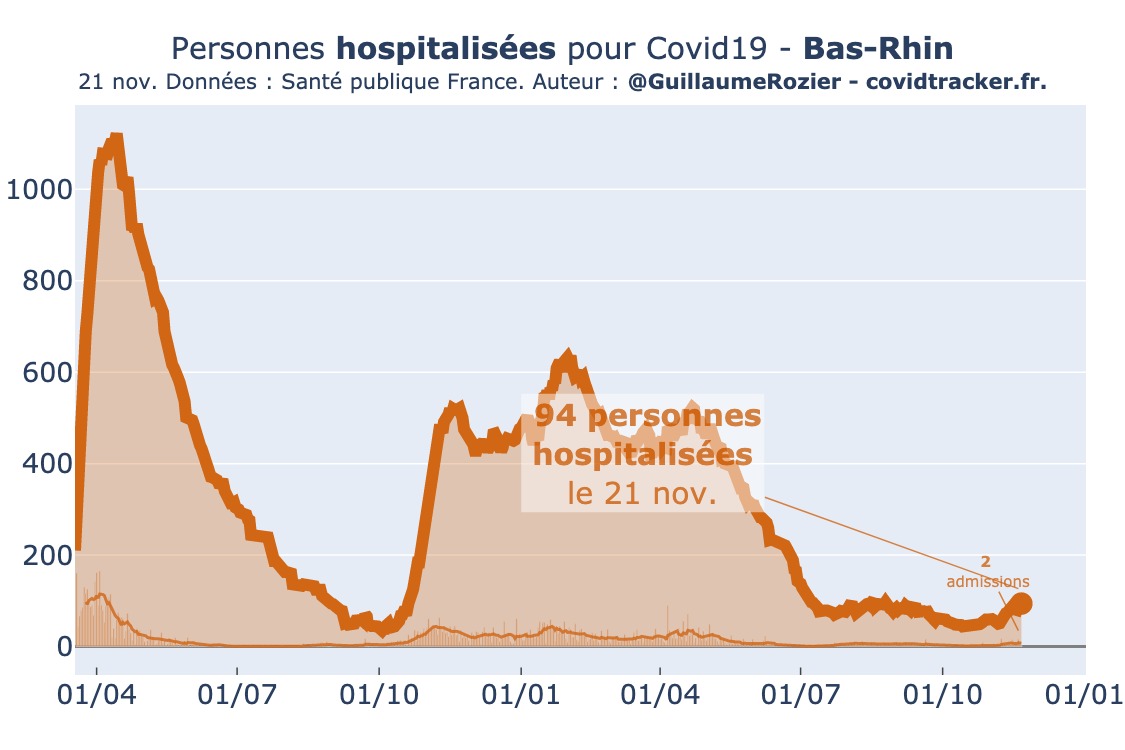 Personnes hospitalisées pour Covid19 - Bas-Rhin
21 nov. Données : Santé publique France. Auteur : @GuillaumeRozier - covidtracker.fr.
1000
800
600
400
200
0
94 personnes
hospitalisées
le 21 nov.
2
admissions
01/04 01/07 01/10 01/01 01/04 01/07 01/10 01/01